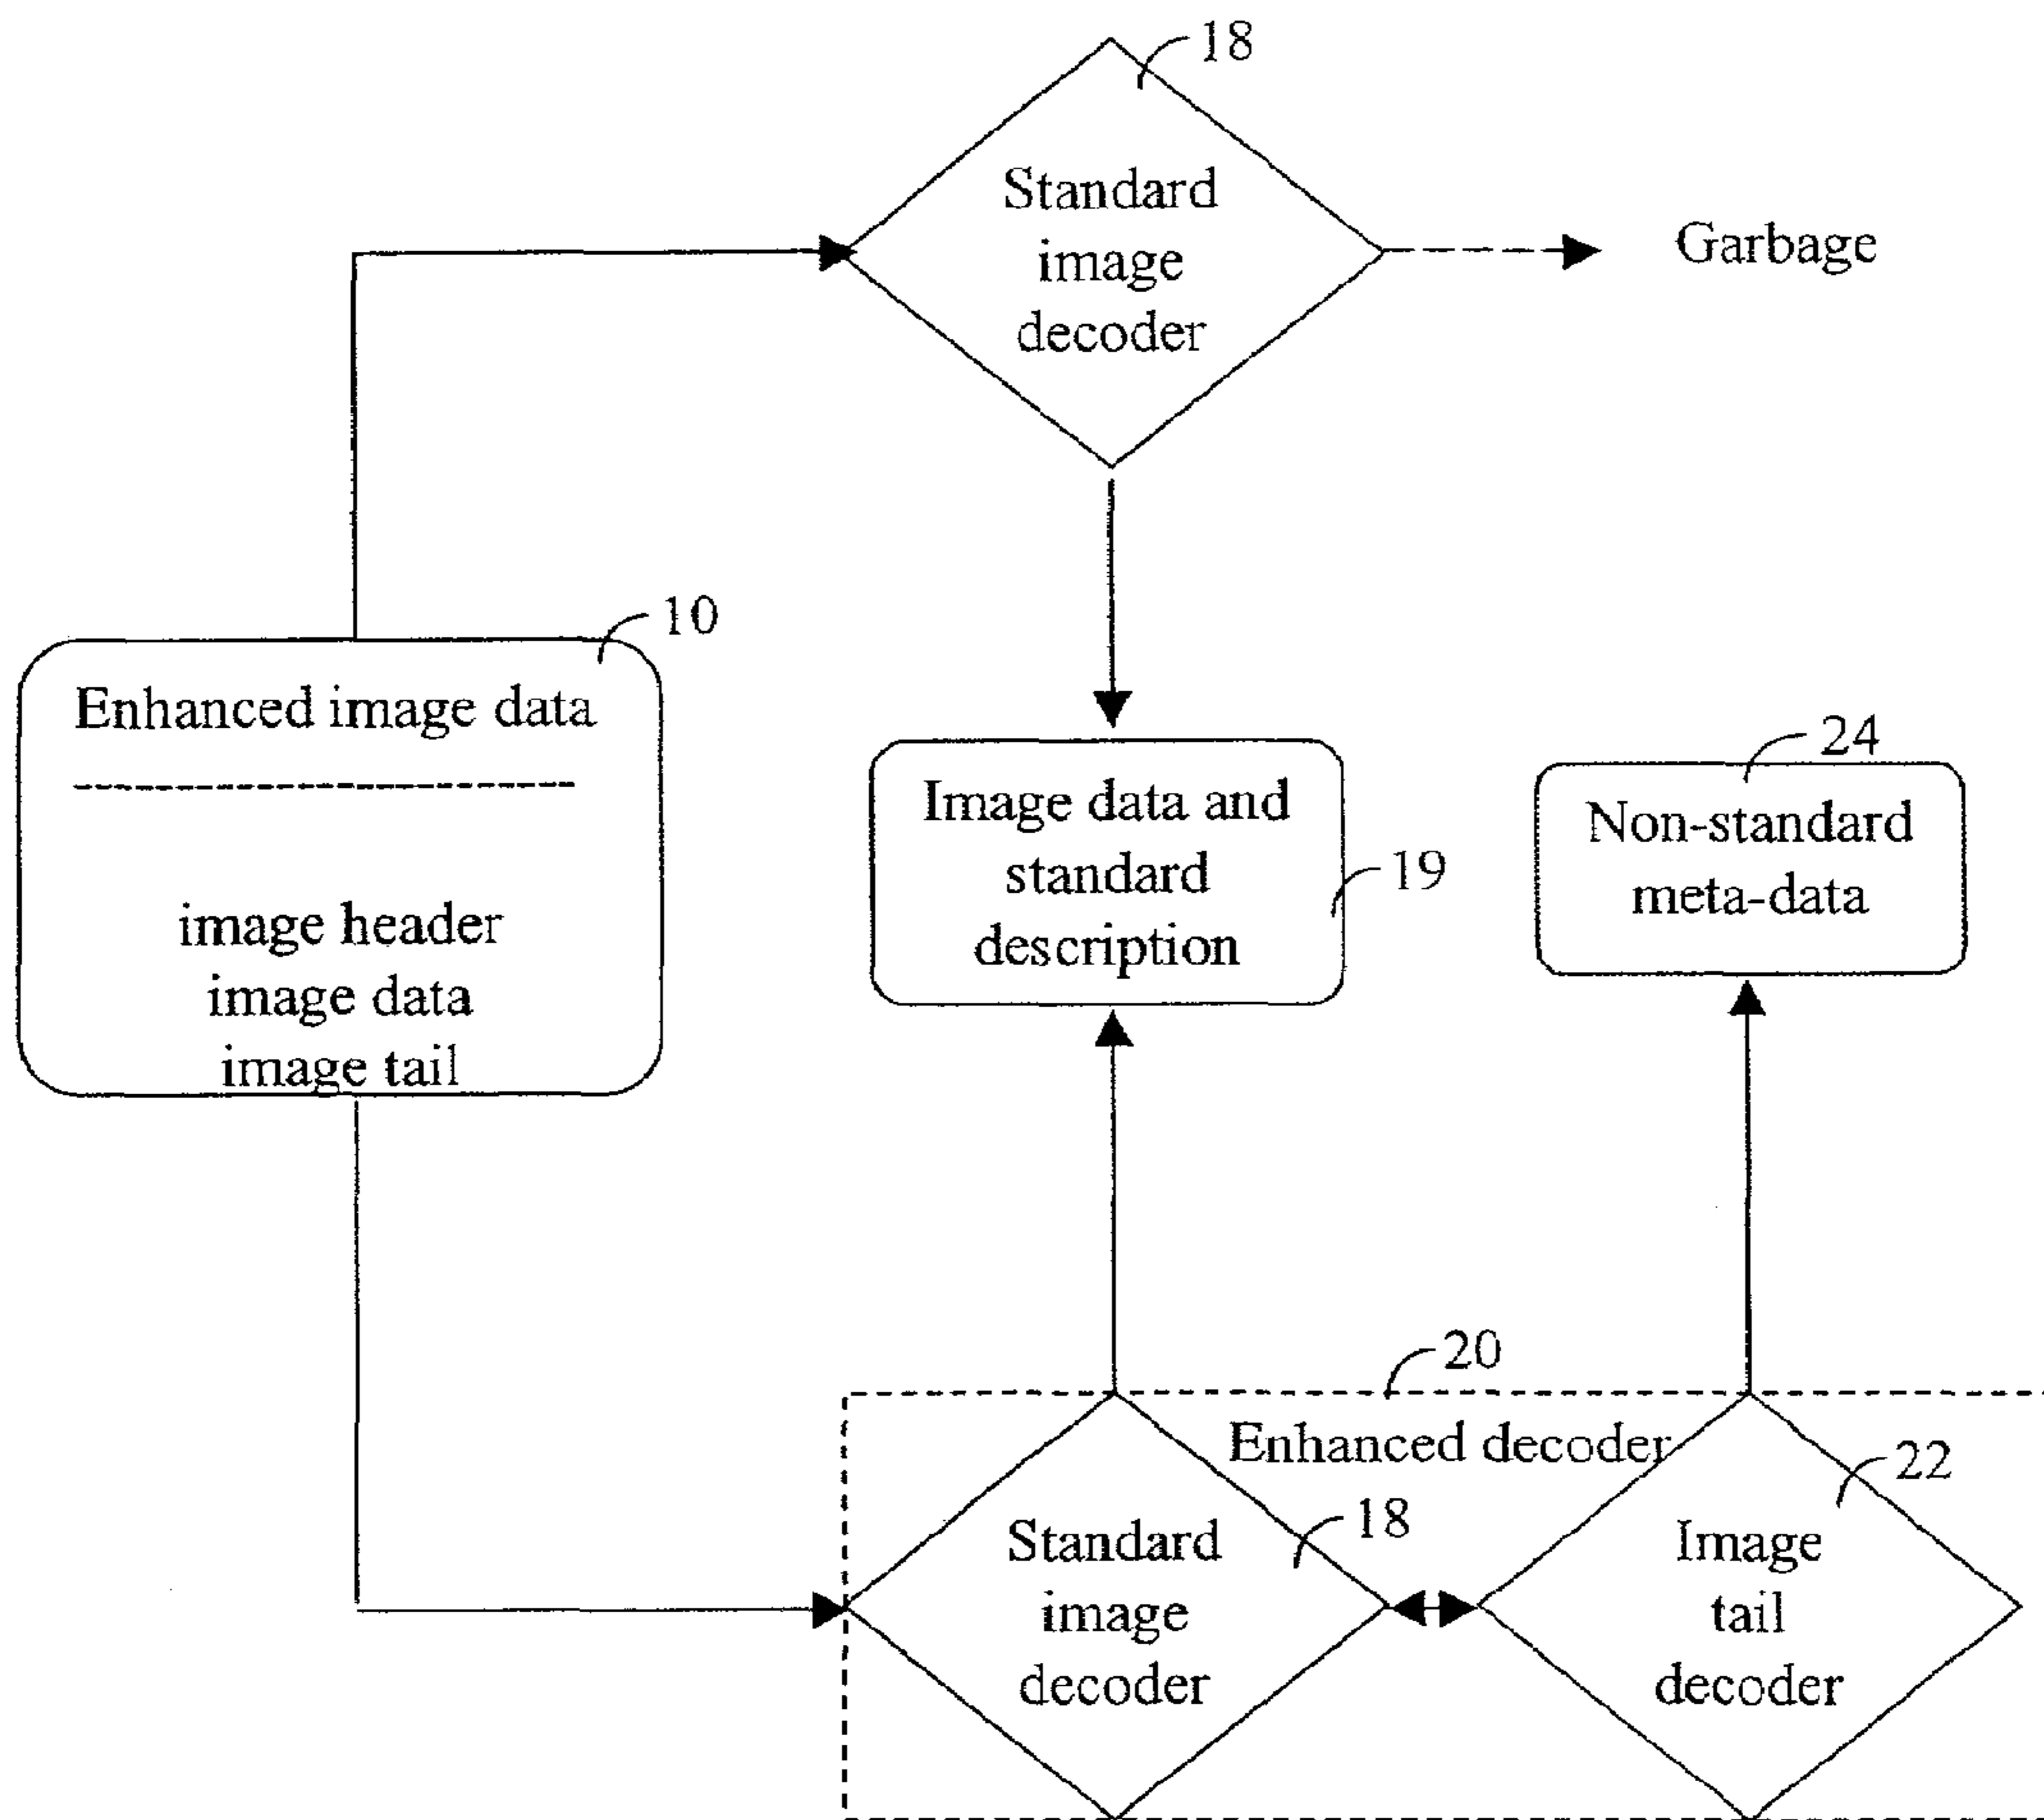 18
Standard
image
decoder
Garbage
10
Enhanced image data
image header
image data
image tail
Image data and
standard
description
19
24
Non-standard
meta-data
20
Enhanced decoder
18
Standard
image
decoder
22
Image
tail
decoder